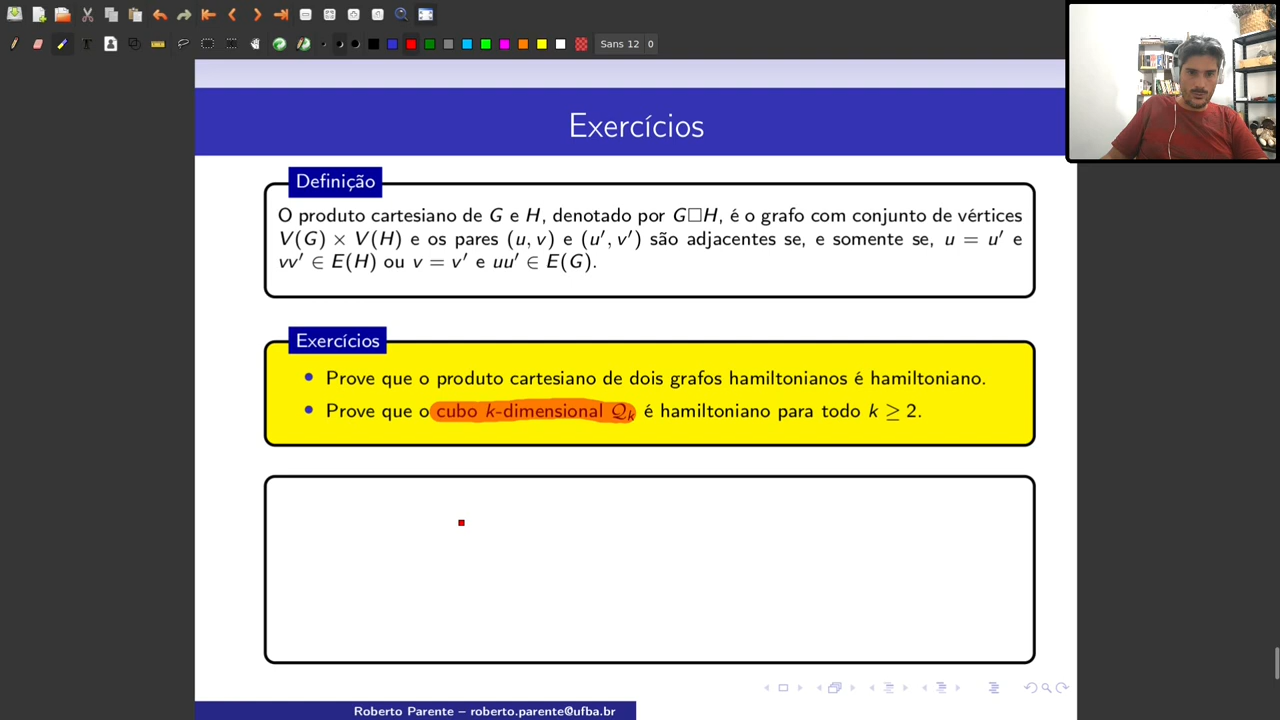 Sans 12
Exercícios
Definição
O produto cartesiano de G e H, denotado por G□H, é o grafo com conjunto de vértices
V(G) × V(H) e os pares (u, v) e (u′, v′) são adjacentes se, e somente se, u = u′ e
vv′ ∈ E(H) ou v = v′ e uu′ ∈ E(G).
Exercícios
• Prove que o produto cartesiano de dois grafos hamiltonianos é hamiltoniano.
• Prove que o cubo k-dimensional Qₖ é hamiltoniano para todo k ≥ 2.
Roberto Parente – roberto.parente@ufba.br